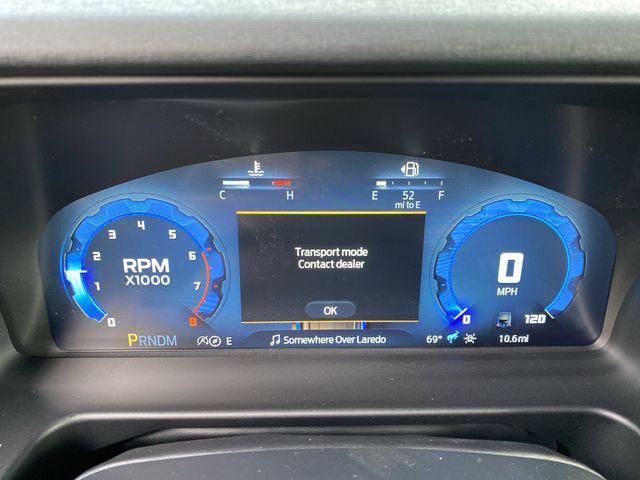 C H
E 52 F
mi to E
4 5
3
2 6
1 7
0 8
RPM
X1000
Transport mode
Contact dealer
OK
0
MPH
0 120
PRNDM
E
Somewhere Over Laredo
69°
10.6mi